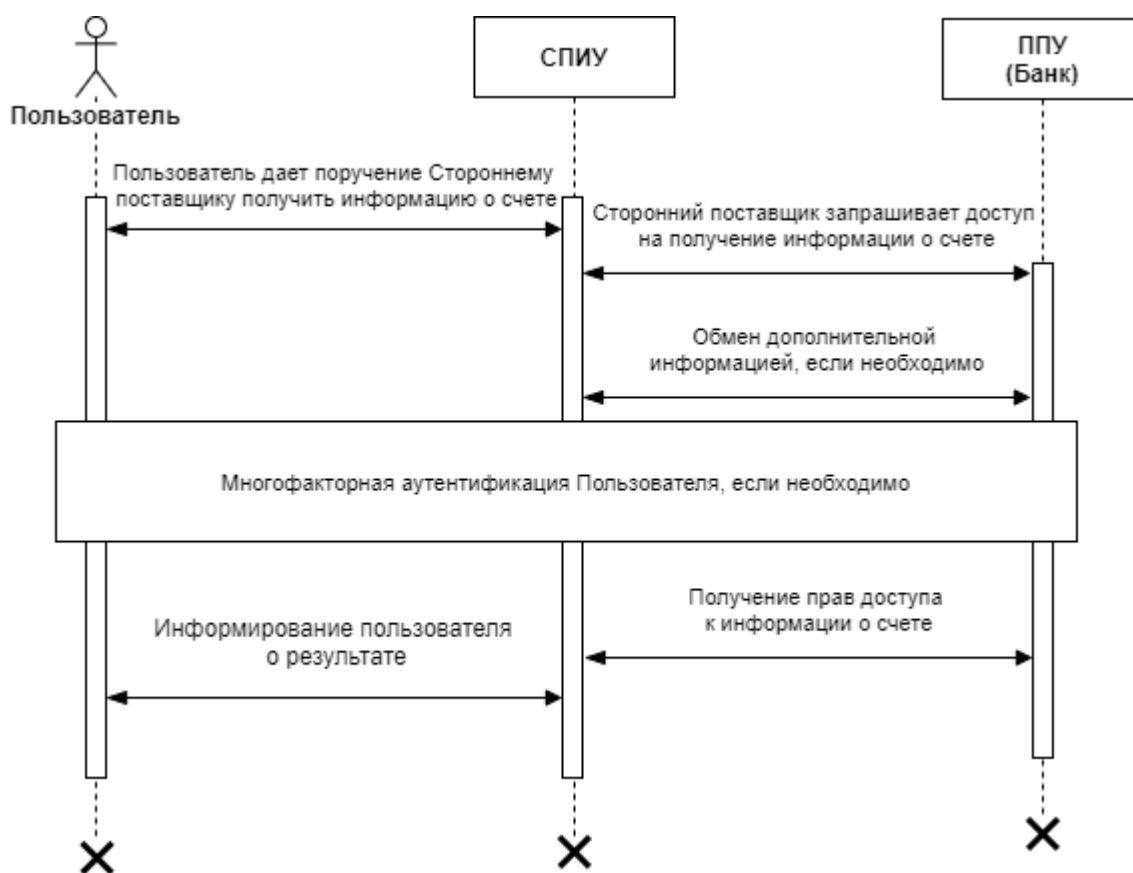 СПИУ
ППУ
(Банк)
Пользователь
Пользователь дает поручение Стороннему
поставщику получить информацию о счете
Сторонний поставщик запрашивает доступ
на получение информации о счете
Обмен дополнительной
информацией, если необходимо
Многофакторная аутентификация Пользователя, если необходимо
Получение прав доступа
к информации о счете
Информирование пользователя
о результате